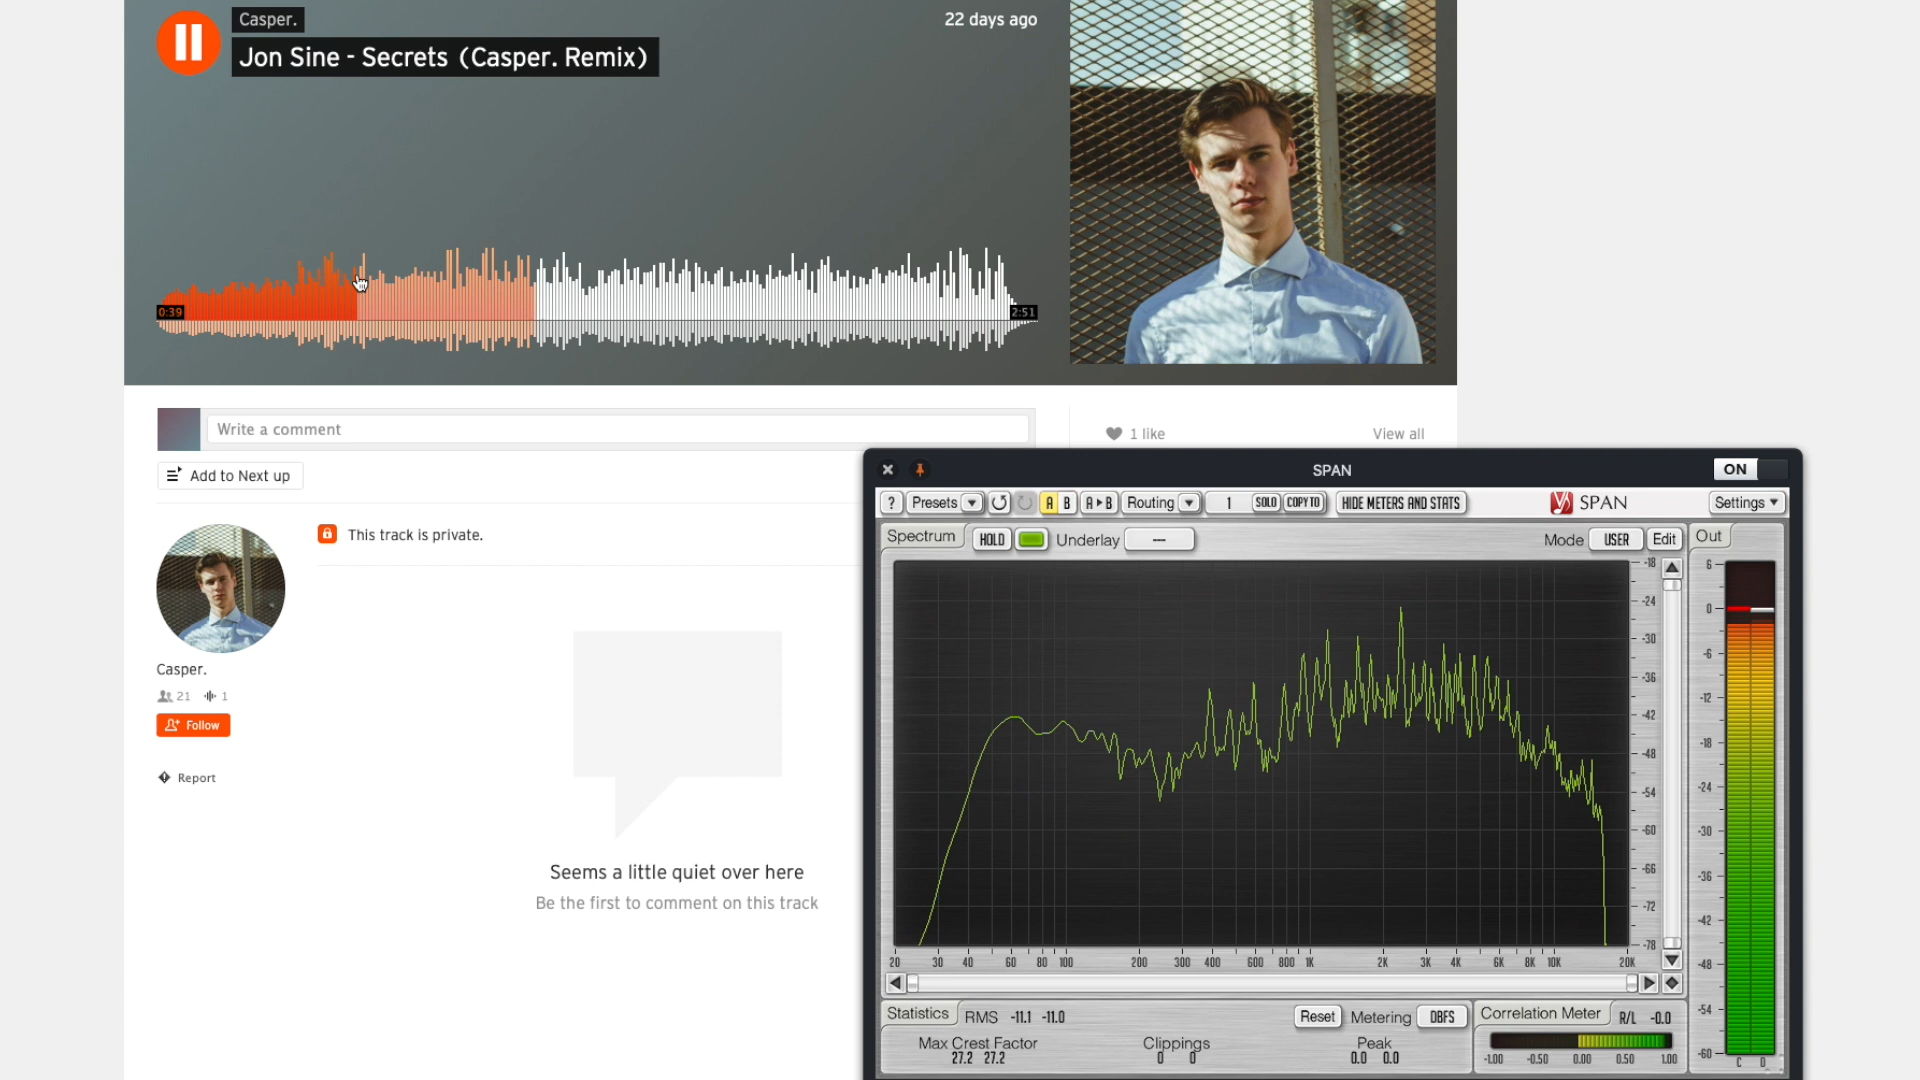 Casper.
22 days ago
Jon Sine - Secrets (Casper. Remix)
0:39
2:51
Write a comment
1 like
View all
Add to Next up
This track is private.
Casper.
21 1
Follow
Report
Seems a little quiet over here
Be the first to comment on this track
SPAN
ON
? Presets A B A▸B Routing 1 SOLO COPY TO HIDE METERS AND STATS SPAN Settings
Spectrum HOLD Underlay --- Mode USER Edit Out
-18
-24
-30
-36
-42
-48
-54
-60
-66
-72
-78
6
0
-6
-12
-18
-24
-30
-36
-42
-48
-54
-60
20 30 40 60 80 100 200 300 400 600 800 1K 2K 3K 4K 6K 8K 10K 20K
Statistics RMS -11.1 -11.0 Reset Metering DBFS
Max Crest Factor Clippings Peak
27.2 27.2 0 0 0.0 0.0
Correlation Meter R/L -0.0
-1.00 -0.50 0.00 0.50 1.00